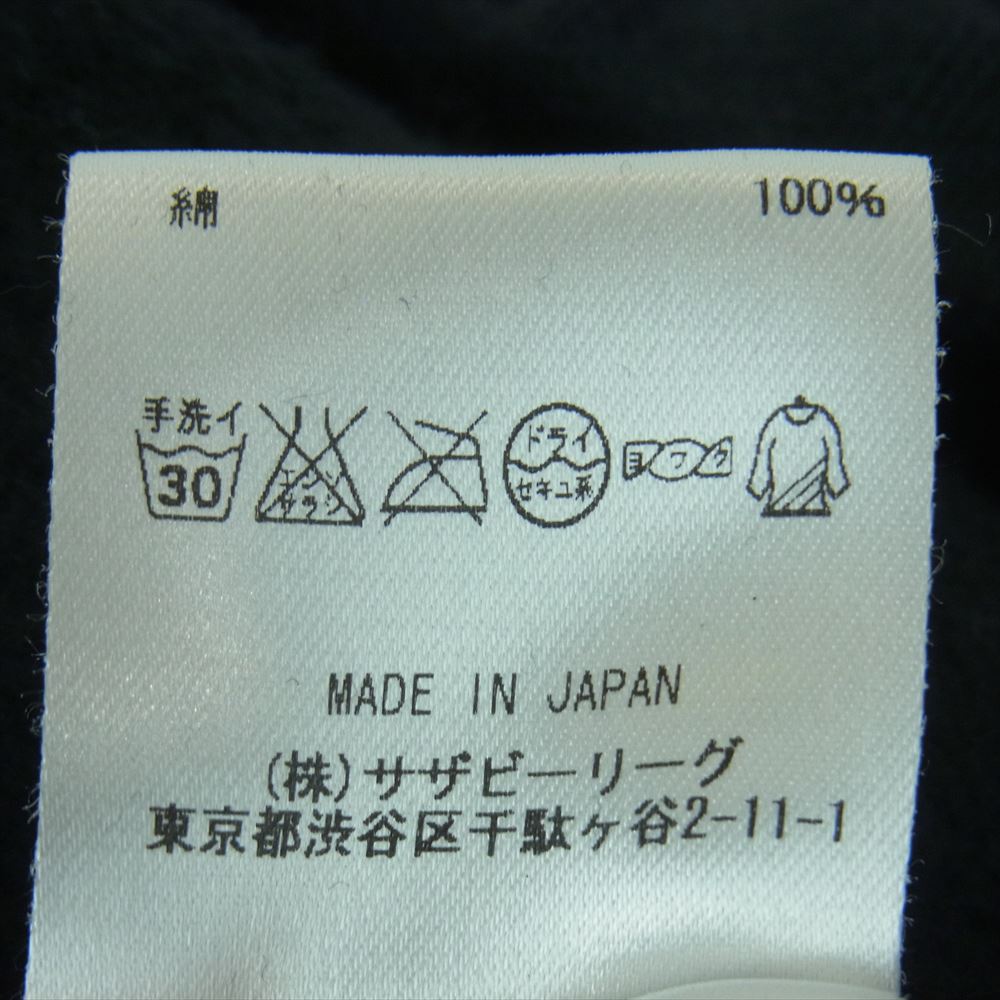 綿 100%
手洗イ
30
エンソ
サラシ
ドライ
セキユ系
ヨワク
MADE IN JAPAN
(株)サザビーリーグ
東京都渋谷区千駄ヶ谷2-11-1